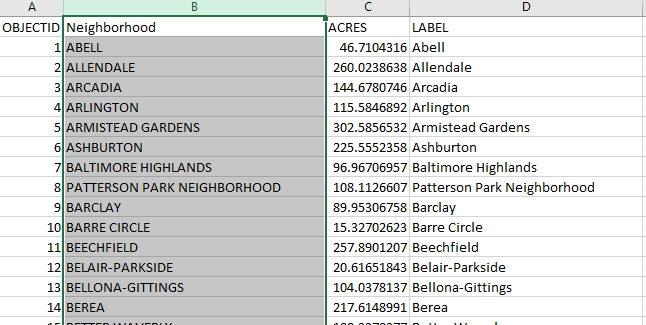 A B C D
OBJECTID Neighborhood ACRES LABEL
1 ABELL 46.7104316 Abell
2 ALLENDALE 260.0238638 Allendale
3 ARCADIA 144.6780746 Arcadia
4 ARLINGTON 115.5846892 Arlington
5 ARMISTEAD GARDENS 302.5856532 Armistead Gardens
6 ASHBURTON 225.5552358 Ashburton
7 BALTIMORE HIGHLANDS 96.96706957 Baltimore Highlands
8 PATTERSON PARK NEIGHBORHOOD 108.1126607 Patterson Park Neighborhood
9 BARCLAY 89.95306758 Barclay
10 BARRE CIRCLE 15.32702623 Barre Circle
11 BEECHFIELD 257.8901207 Beechfield
12 BELAIR-PARKSIDE 20.61651843 Belair-Parkside
13 BELLONA-GITTINGS 104.0378137 Bellona-Gittings
14 BEREA 217.6148991 Berea